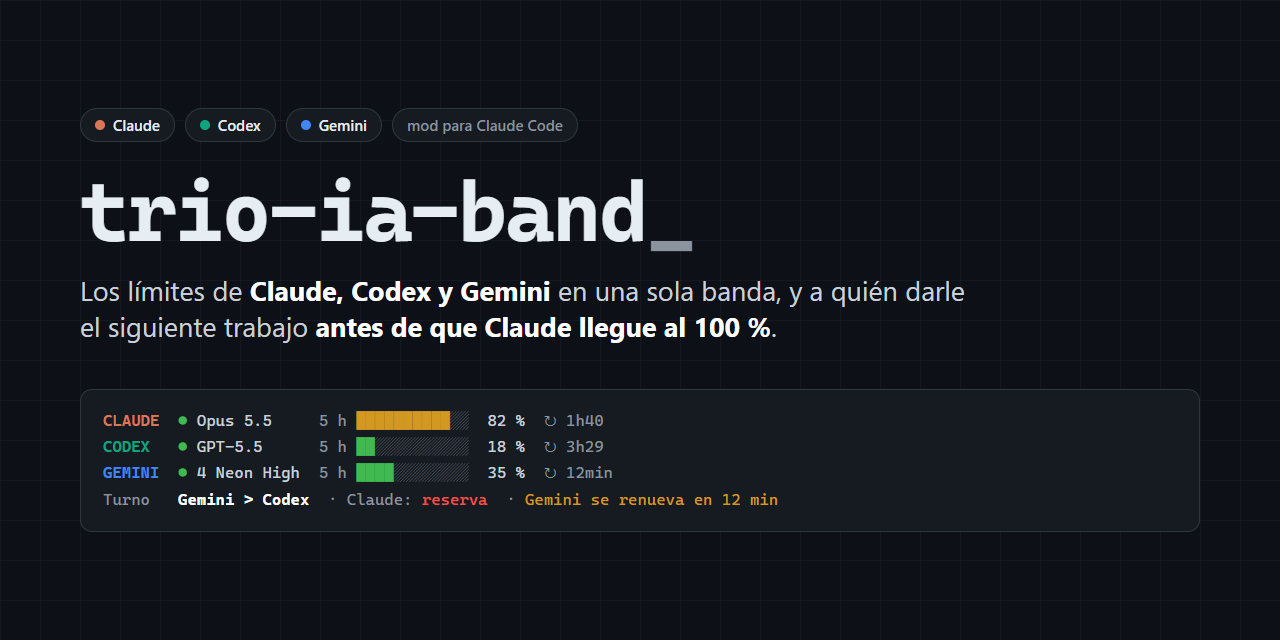 Claude Codex Gemini mod para Claude Code
trio-ia-band_
Los límites de Claude, Codex y Gemini en una sola banda, y a quién darle
el siguiente trabajo antes de que Claude llegue al 100 %.
CLAUDE ● Opus 5.5 5 h ██████████░░ 82 % ↻ 1h40
CODEX ● GPT-5.5 5 h ██░░░░░░░░░░ 18 % ↻ 3h29
GEMINI ● 4 Neon High 5 h ████░░░░░░░░ 35 % ↻ 12min
Turno Gemini > Codex · Claude: reserva · Gemini se renueva en 12 min